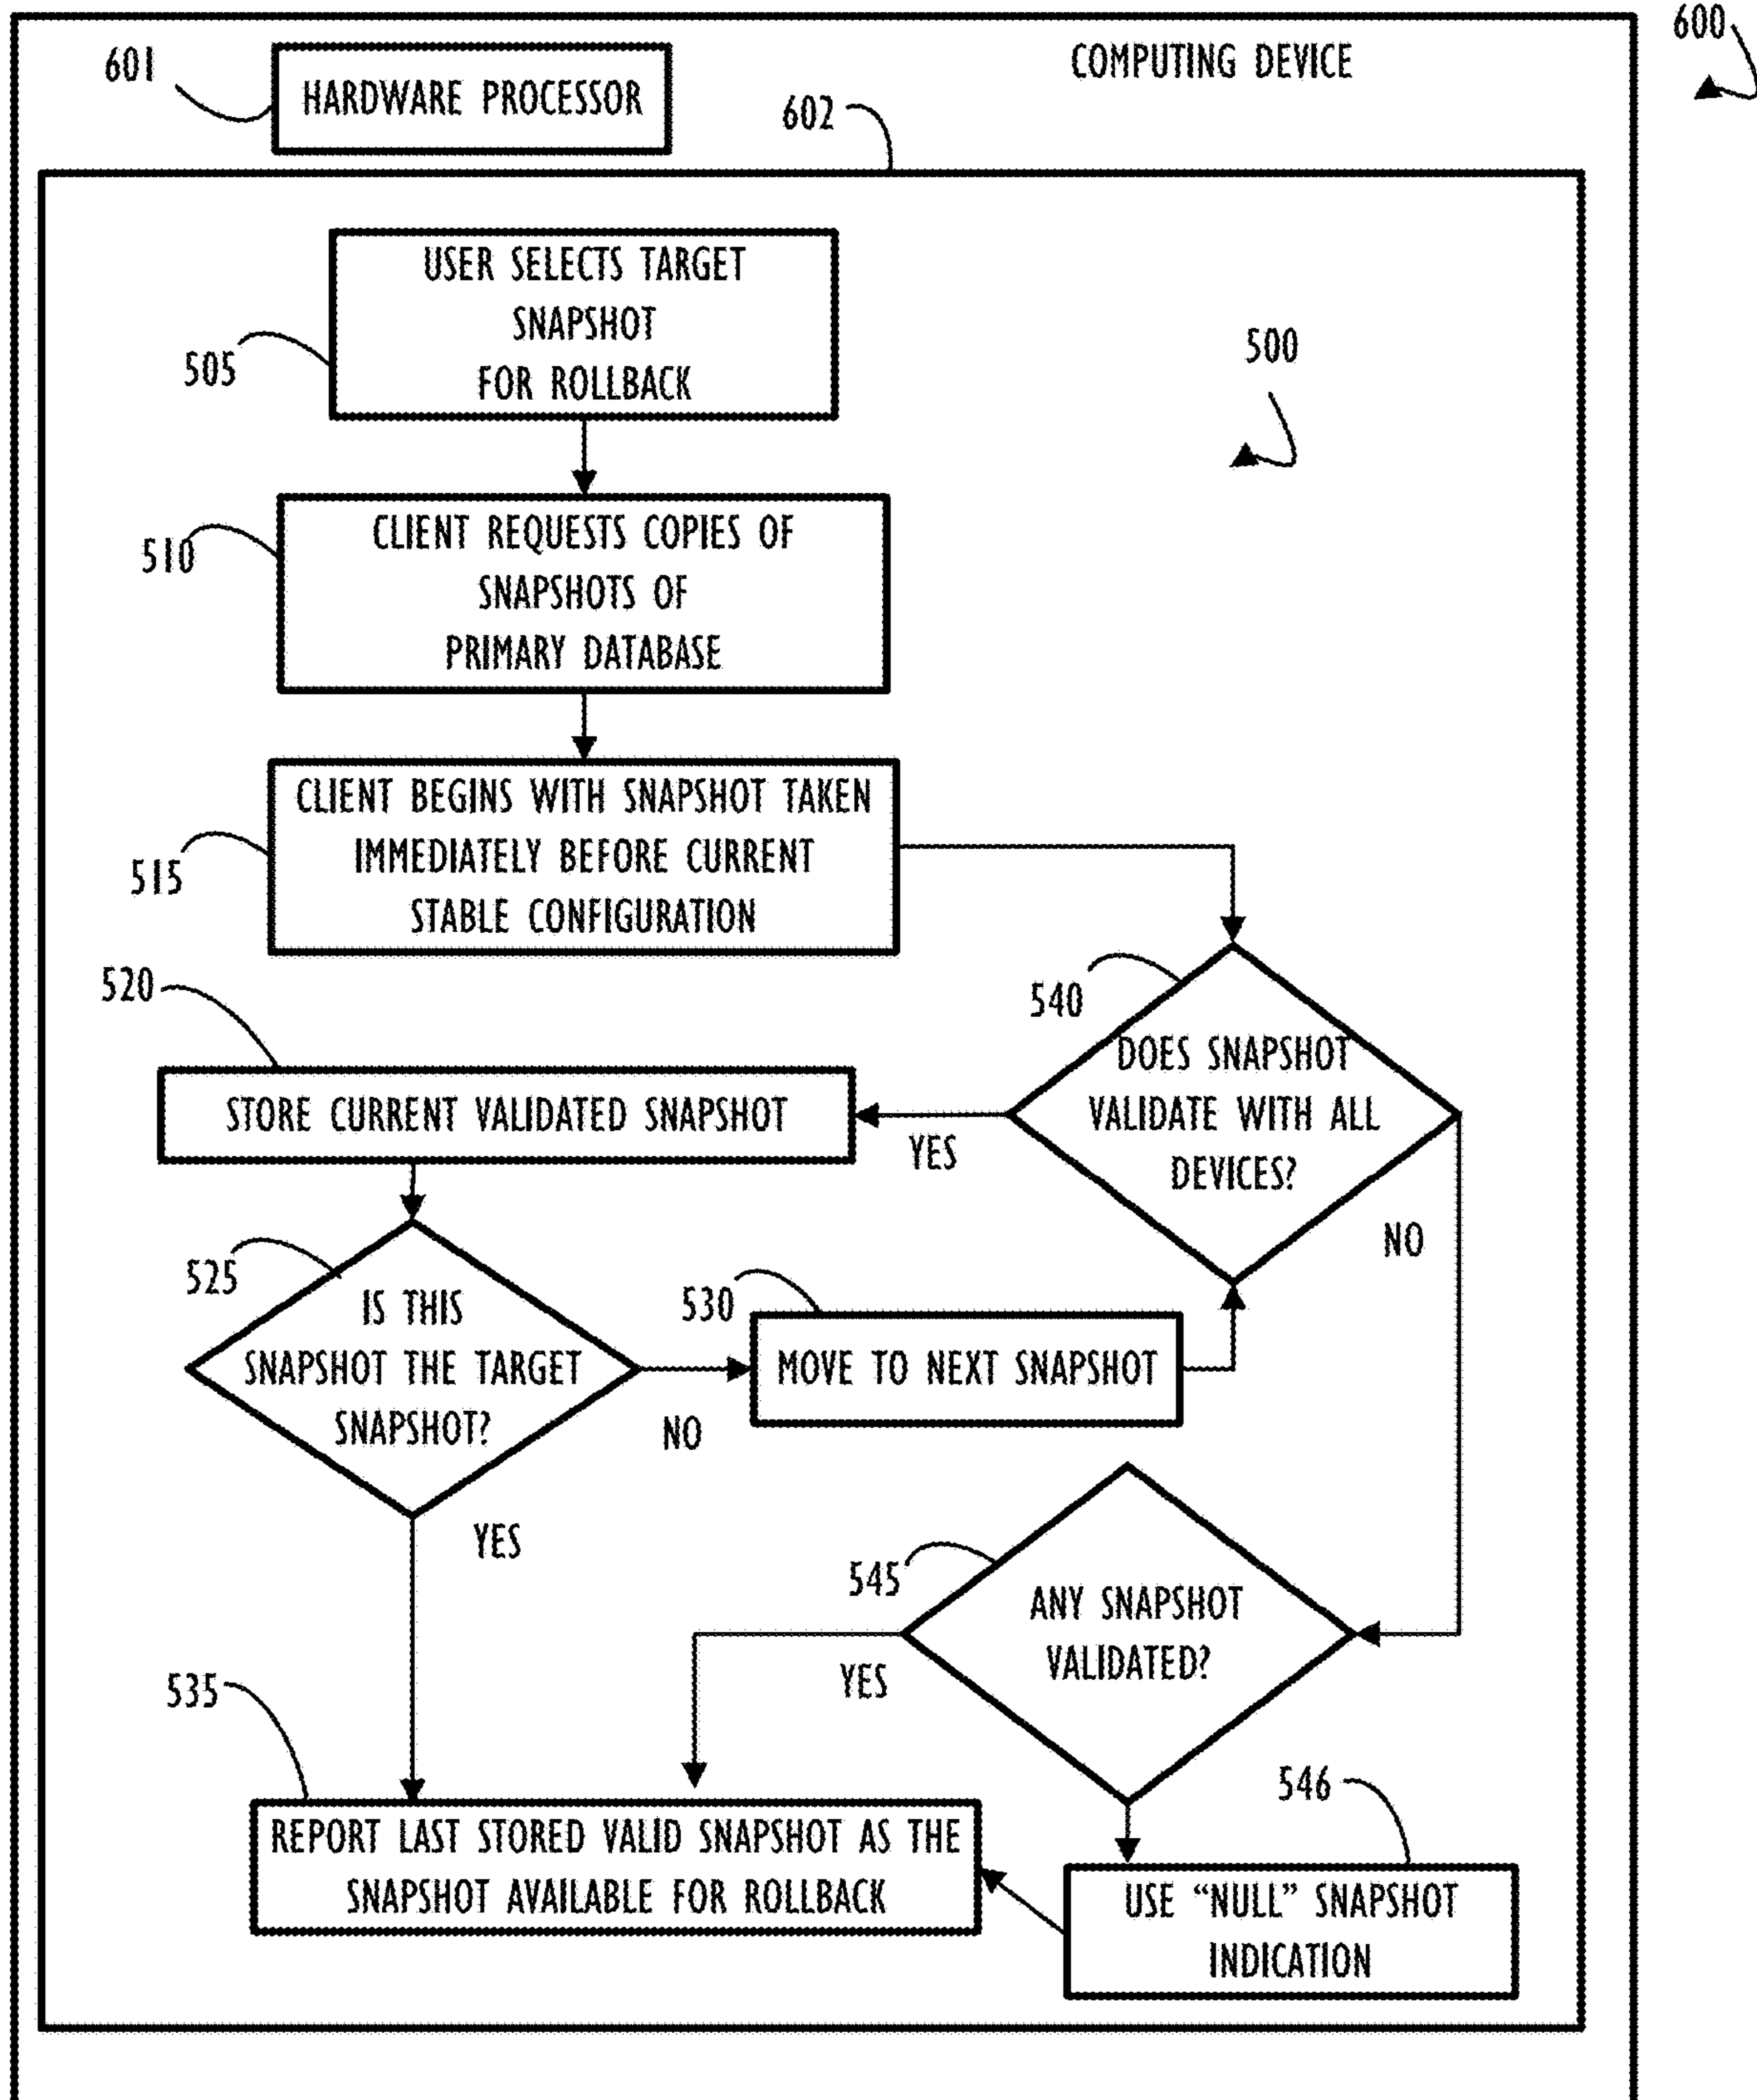 600
601
HARDWARE PROCESSOR
COMPUTING DEVICE
602
USER SELECTS TARGET
SNAPSHOT
FOR ROLLBACK
505
500
CLIENT REQUESTS COPIES OF
SNAPSHOTS OF
PRIMARY DATABASE
510
CLIENT BEGINS WITH SNAPSHOT TAKEN
IMMEDIATELY BEFORE CURRENT
STABLE CONFIGURATION
515
520
540
DOES SNAPSHOT
VALIDATE WITH ALL
DEVICES?
STORE CURRENT VALIDATED SNAPSHOT
YES
NO
525
IS THIS
SNAPSHOT THE TARGET
SNAPSHOT?
530
MOVE TO NEXT SNAPSHOT
NO
YES
545
ANY SNAPSHOT
VALIDATED?
YES
535
546
REPORT LAST STORED VALID SNAPSHOT AS THE
SNAPSHOT AVAILABLE FOR ROLLBACK
USE “NULL” SNAPSHOT
INDICATION